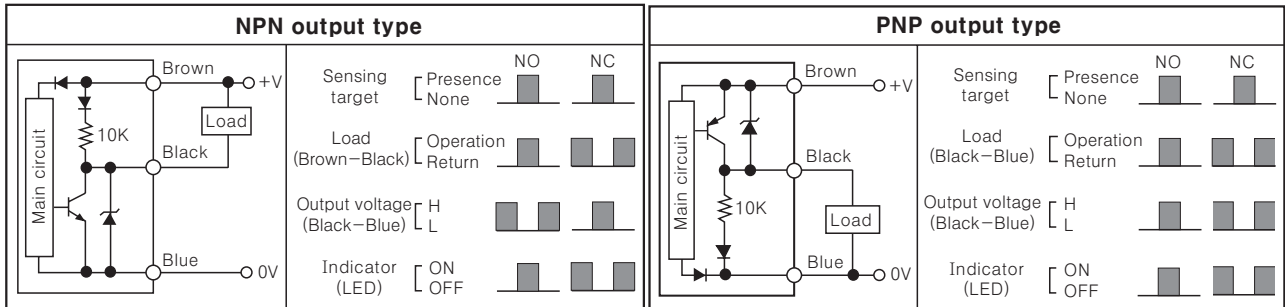 NPN output type
Brown
+V
Load
10K
Black
Main circuit
Blue
0V
NO NC
Sensing target Presence None
Load (Brown-Black) Operation Return
Output voltage (Black-Blue) H L
Indicator (LED) ON OFF
PNP output type
Brown
+V
Main circuit
Black
10K
Load
Blue
0V
NO NC
Sensing target Presence None
Load (Black-Blue) Operation Return
Output voltage (Black-Blue) H L
Indicator (LED) ON OFF